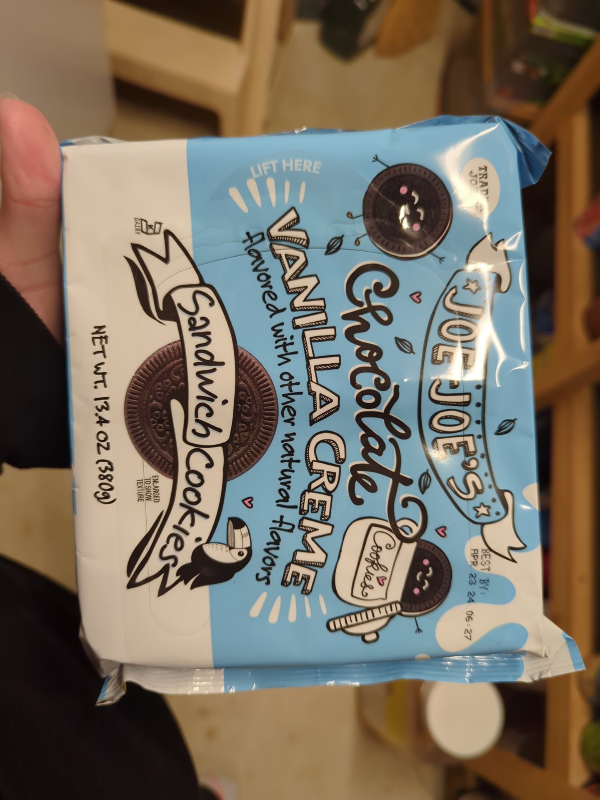 TRADER
JOE'S
JOE-JOE'S
BEST BY:
APR 23 24 06:27
Chocolate
Cookies
VANILLA CREME
flavored with other natural flavors
LIFT HERE
Sandwich Cookies
ENLARGED
TO SHOW
TEXTURE
NET WT. 13.4 OZ (380g)